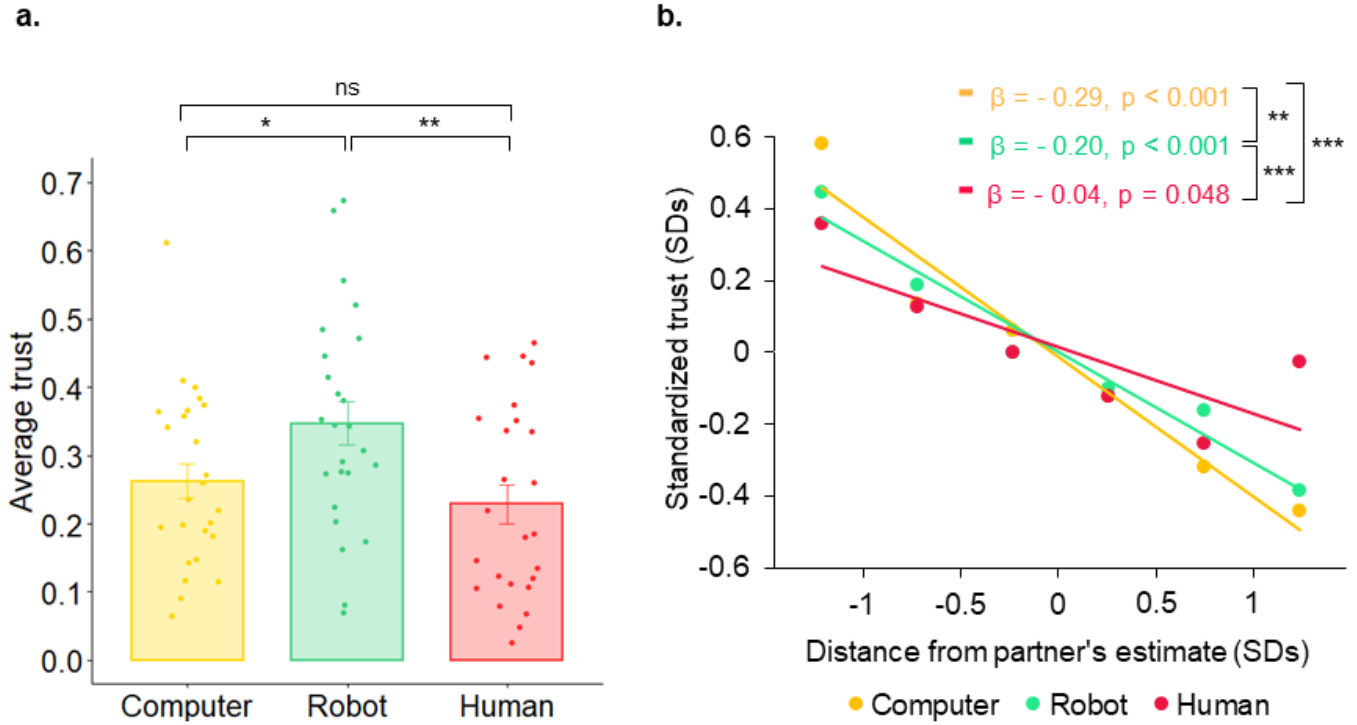 a.
ns
*
**
Average trust
0.7
0.6
0.5
0.4
0.3
0.2
0.1
0.0
Computer
Robot
Human
b.
β = - 0.29, p < 0.001
β = - 0.20, p < 0.001
β = - 0.04, p = 0.048
**
***
***
Standardized trust (SDs)
0.6
0.4
0.2
0
-0.2
-0.4
-0.6
-1
-0.5
0
0.5
1
Distance from partner's estimate (SDs)
Computer
Robot
Human